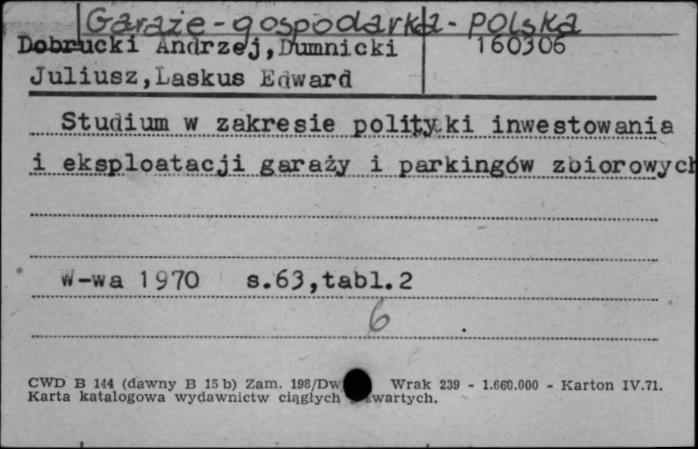 Garaże - gospodarka - Polska
Dobrucki Andrzej, Dumnicki 160306
Juliusz, Laskus Edward
Studium w zakresie polityki inwestowania
i eksploatacji garaży i parkingów zbiorowych
W-wa 1970 s.63,tabl.2
6
CWD B 144 (dawny B 15 b) Zam. 198/Dw Wrak 239 - 1.660.000 - Karton IV.71.
Karta katalogowa wydawnictw ciągłych wartych.